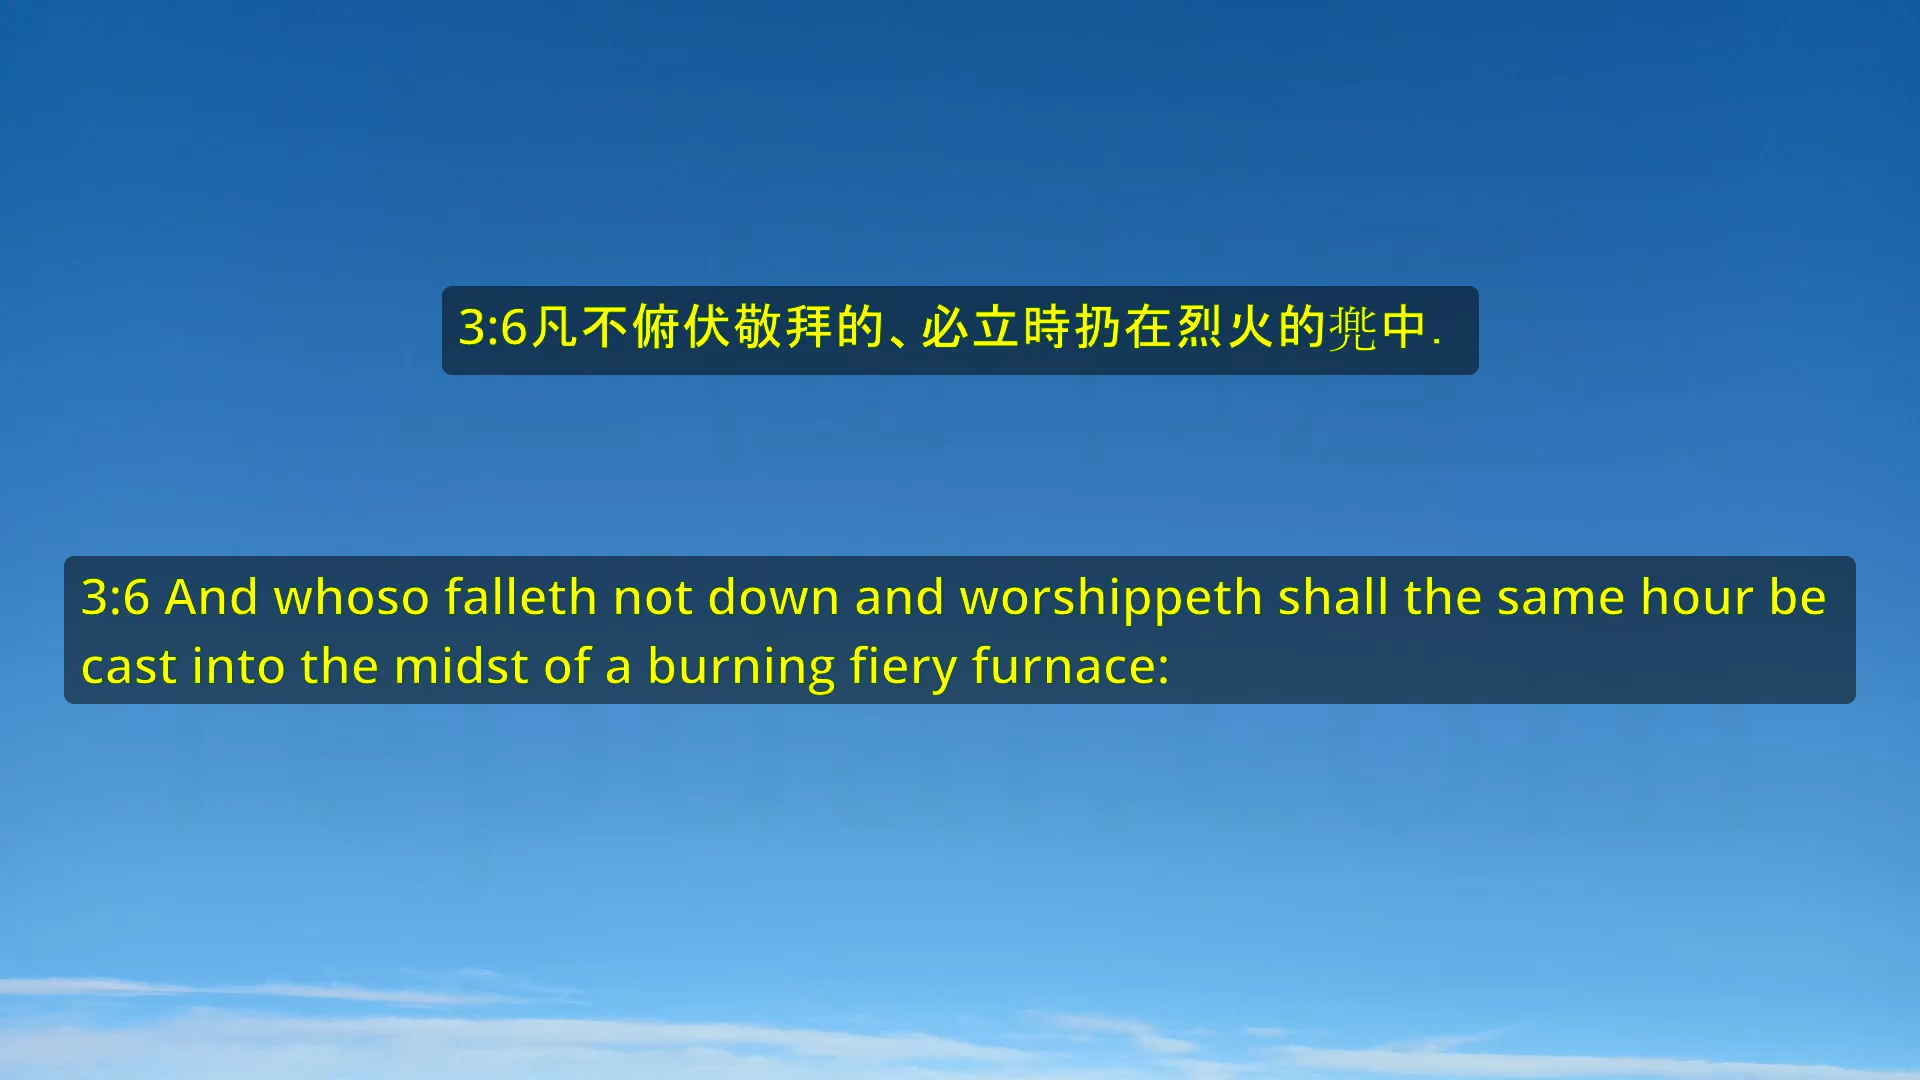 3:6凡不俯伏敬拜的、必立時扔在烈火的中.
3:6 And whoso falleth not down and worshippeth shall the same hour be
cast into the midst of a burning fiery furnace: